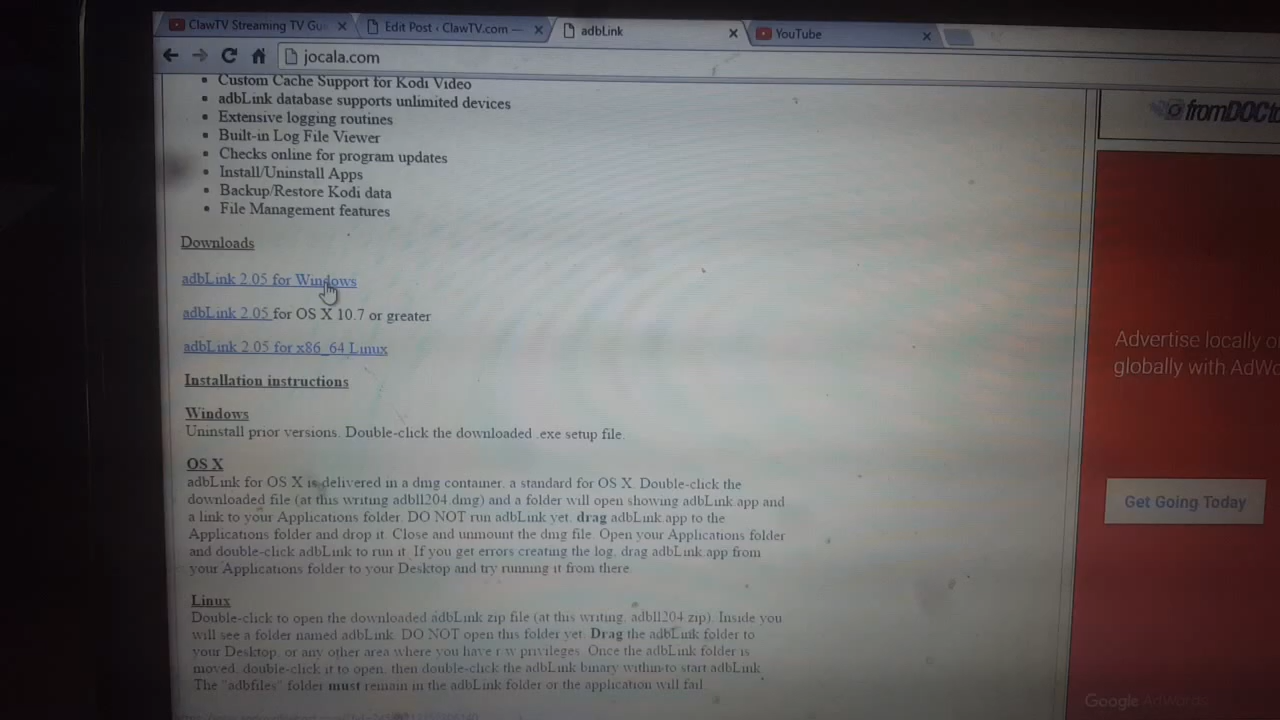 ClawTV Streaming TV Gu
Edit Post ‹ ClawTV.com —
adbLink
YouTube
jocala.com
Custom Cache Support for Kodi Video
adbLink database supports unlimited devices
Extensive logging routines
Built-in Log File Viewer
Checks online for program updates
Install/Uninstall Apps
Backup/Restore Kodi data
File Management features
Downloads
adbLink 2.05 for Windows
adbLink 2.05 for OS X 10.7 or greater
adbLink 2.05 for x86_64 Linux
Installation instructions
Windows
Uninstall prior versions. Double-click the downloaded .exe setup file.
OS X
adbLink for OS X is delivered in a dmg container, a standard for OS X. Double-click the
downloaded file (at this writing adbll204.dmg) and a folder will open showing adbLink.app and
a link to your Applications folder. DO NOT run adbLink yet. drag adbLink.app to the
Applications folder and drop it. Close and unmount the dmg file. Open your Applications folder
and double-click adbLink to run it. If you get errors creating the log, drag adbLink app from
your Applications folder to your Desktop and try running it from there.
Linux
Double-click to open the downloaded adbLink zip file (at this writing, adbll204.zip). Inside you
will see a folder named adbLink. DO NOT open this folder yet. Drag the adbLink folder to
your Desktop, or any other area where you have r/w privileges. Once the adbLink folder is
moved, double-click it to open, then double-click the adbLink binary within to start adbLink.
The "adbfiles" folder must remain in the adbLink folder or the application will fail.
fromDOCto
Advertise locally o
globally with AdWo
Get Going Today
Google AdWords